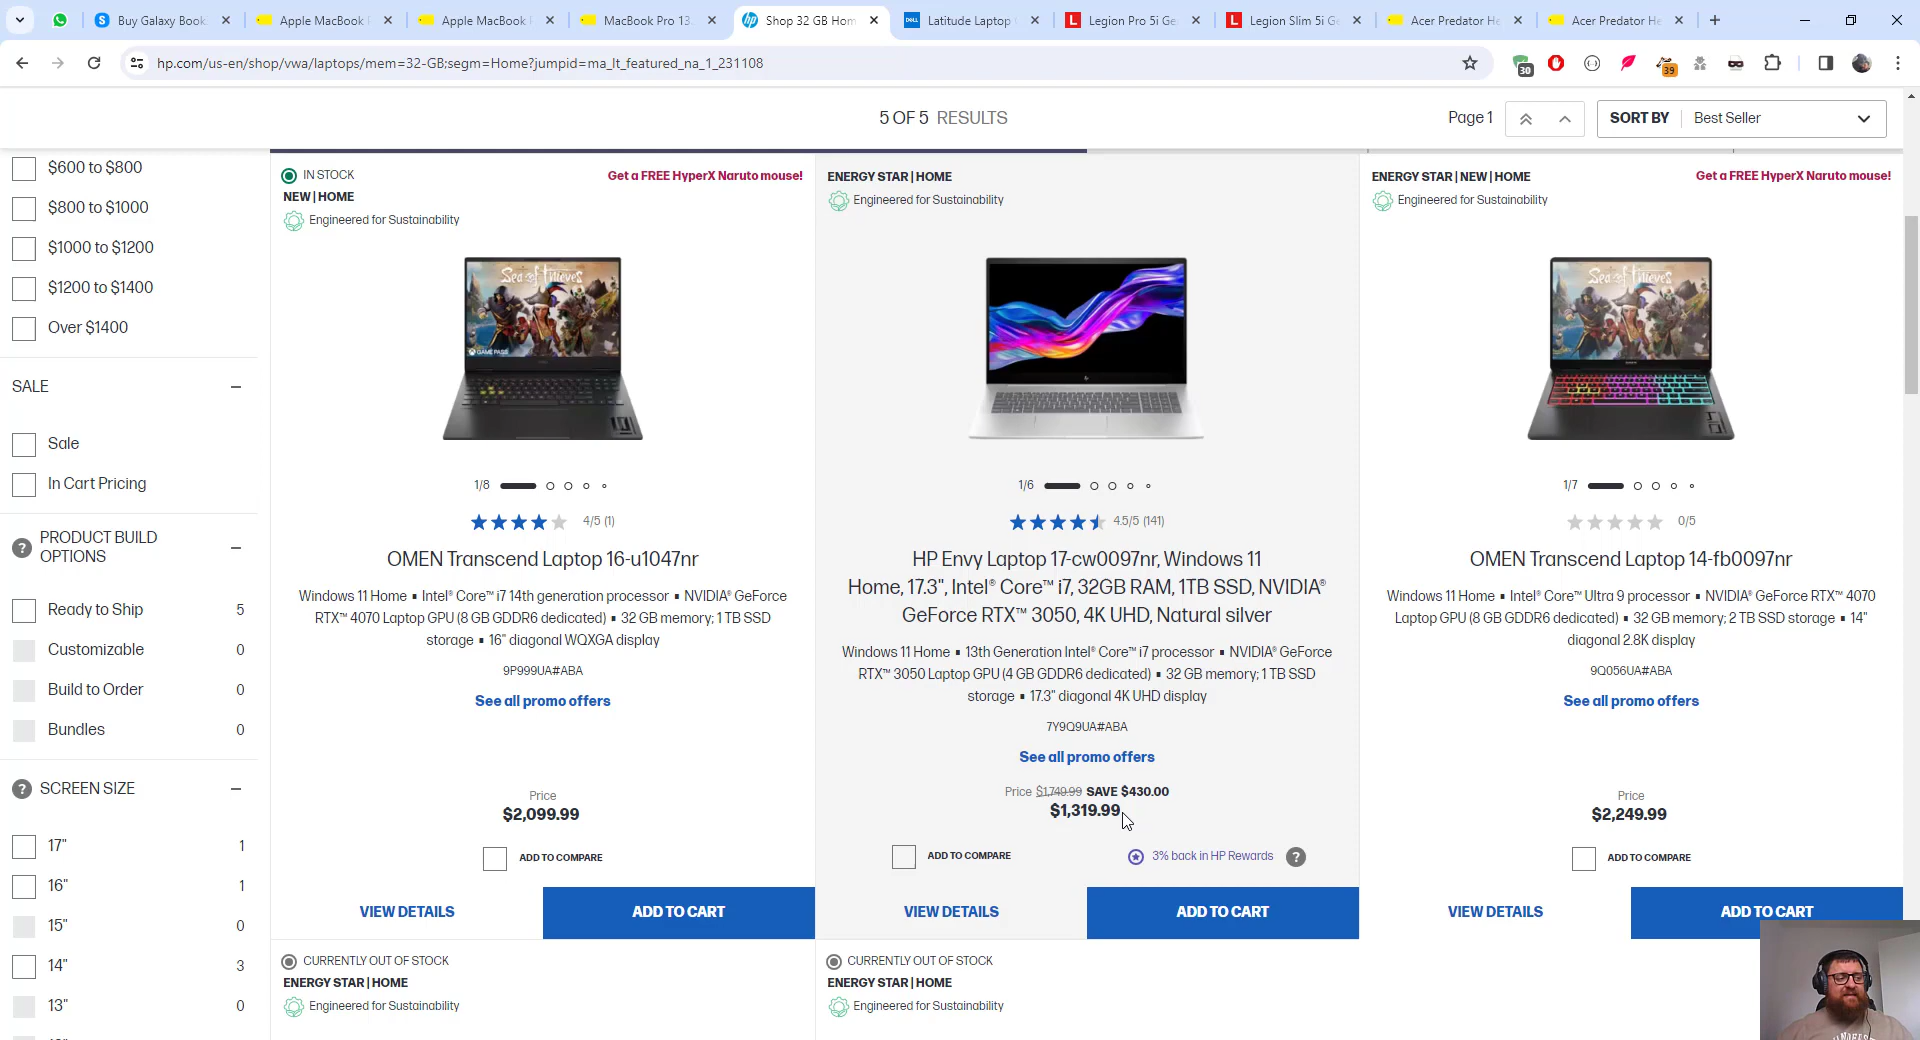 Buy Galaxy Book
Apple MacBook
Apple MacBook
MacBook Pro 13.
Shop 32 GB Hom
Latitude Laptop
Legion Pro 5i Ge
Legion Slim 5i Ge
Acer Predator He
Acer Predator He
hp.com/us-en/shop/vwa/laptops/mem=32-GB;segm=Home?jumpid=ma_lt_featured_na_1_231108
30
39
5 OF 5 RESULTS
Page 1
SORT BY Best Seller
$600 to $800
$800 to $1000
$1000 to $1200
$1200 to $1400
Over $1400
SALE
Sale
In Cart Pricing
PRODUCT BUILD
OPTIONS
Ready to Ship 5
Customizable 0
Build to Order 0
Bundles 0
SCREEN SIZE
17" 1
16" 1
15" 0
14" 3
13" 0
IN STOCK
Get a FREE HyperX Naruto mouse!
NEW | HOME
Engineered for Sustainability
Sea of Thieves
GAME PASS
1/8
4/5 (1)
OMEN Transcend Laptop 16-u1047nr
Windows 11 Home ▪ Intel® Core™ i7 14th generation processor ▪ NVIDIA® GeForce
RTX™ 4070 Laptop GPU (8 GB GDDR6 dedicated) ▪ 32 GB memory; 1 TB SSD
storage ▪ 16" diagonal WQXGA display
9P999UA#ABA
See all promo offers
Price
$2,099.99
ADD TO COMPARE
VIEW DETAILS
ADD TO CART
ENERGY STAR | HOME
Engineered for Sustainability
1/6
4.5/5 (141)
HP Envy Laptop 17-cw0097nr, Windows 11
Home, 17.3", Intel® Core™ i7, 32GB RAM, 1TB SSD, NVIDIA®
GeForce RTX™ 3050, 4K UHD, Natural silver
Windows 11 Home ▪ 13th Generation Intel® Core™ i7 processor ▪ NVIDIA® GeForce
RTX™ 3050 Laptop GPU (4 GB GDDR6 dedicated) ▪ 32 GB memory; 1 TB SSD
storage ▪ 17.3" diagonal 4K UHD display
7Y9Q9UA#ABA
See all promo offers
Price $1,749.99 SAVE $430.00
$1,319.99
ADD TO COMPARE
3% back in HP Rewards
VIEW DETAILS
ADD TO CART
ENERGY STAR | NEW | HOME
Get a FREE HyperX Naruto mouse!
Engineered for Sustainability
Sea of Thieves
1/7
0/5
OMEN Transcend Laptop 14-fb0097nr
Windows 11 Home ▪ Intel® Core™ Ultra 9 processor ▪ NVIDIA® GeForce RTX™ 4070
Laptop GPU (8 GB GDDR6 dedicated) ▪ 32 GB memory; 2 TB SSD storage ▪ 14"
diagonal 2.8K display
9Q056UA#ABA
See all promo offers
Price
$2,249.99
ADD TO COMPARE
VIEW DETAILS
ADD TO CART
CURRENTLY OUT OF STOCK
ENERGY STAR | HOME
Engineered for Sustainability
CURRENTLY OUT OF STOCK
ENERGY STAR | HOME
Engineered for Sustainability